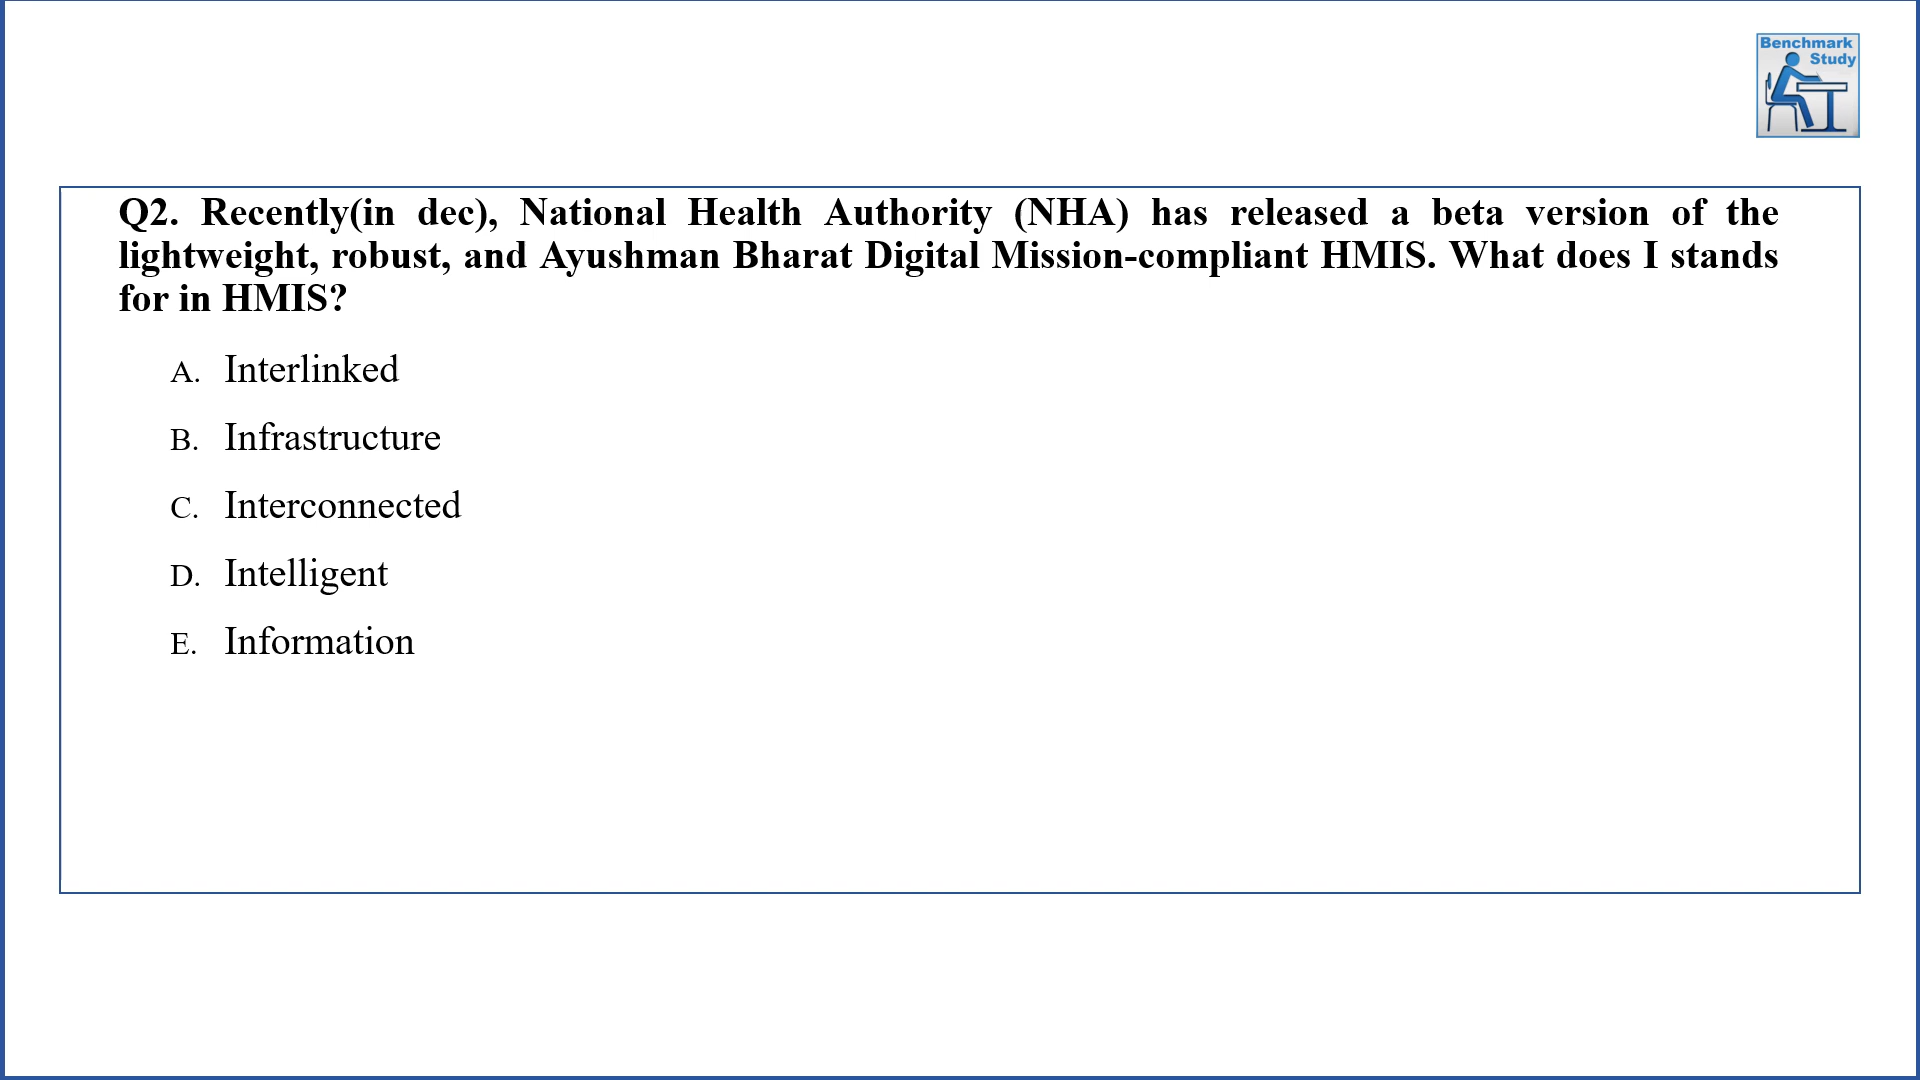 Benchmark
Study
Q2. Recently(in dec), National Health Authority (NHA) has released a beta version of the
lightweight, robust, and Ayushman Bharat Digital Mission-compliant HMIS. What does I stands
for in HMIS?
A. Interlinked
B. Infrastructure
C. Interconnected
D. Intelligent
E. Information